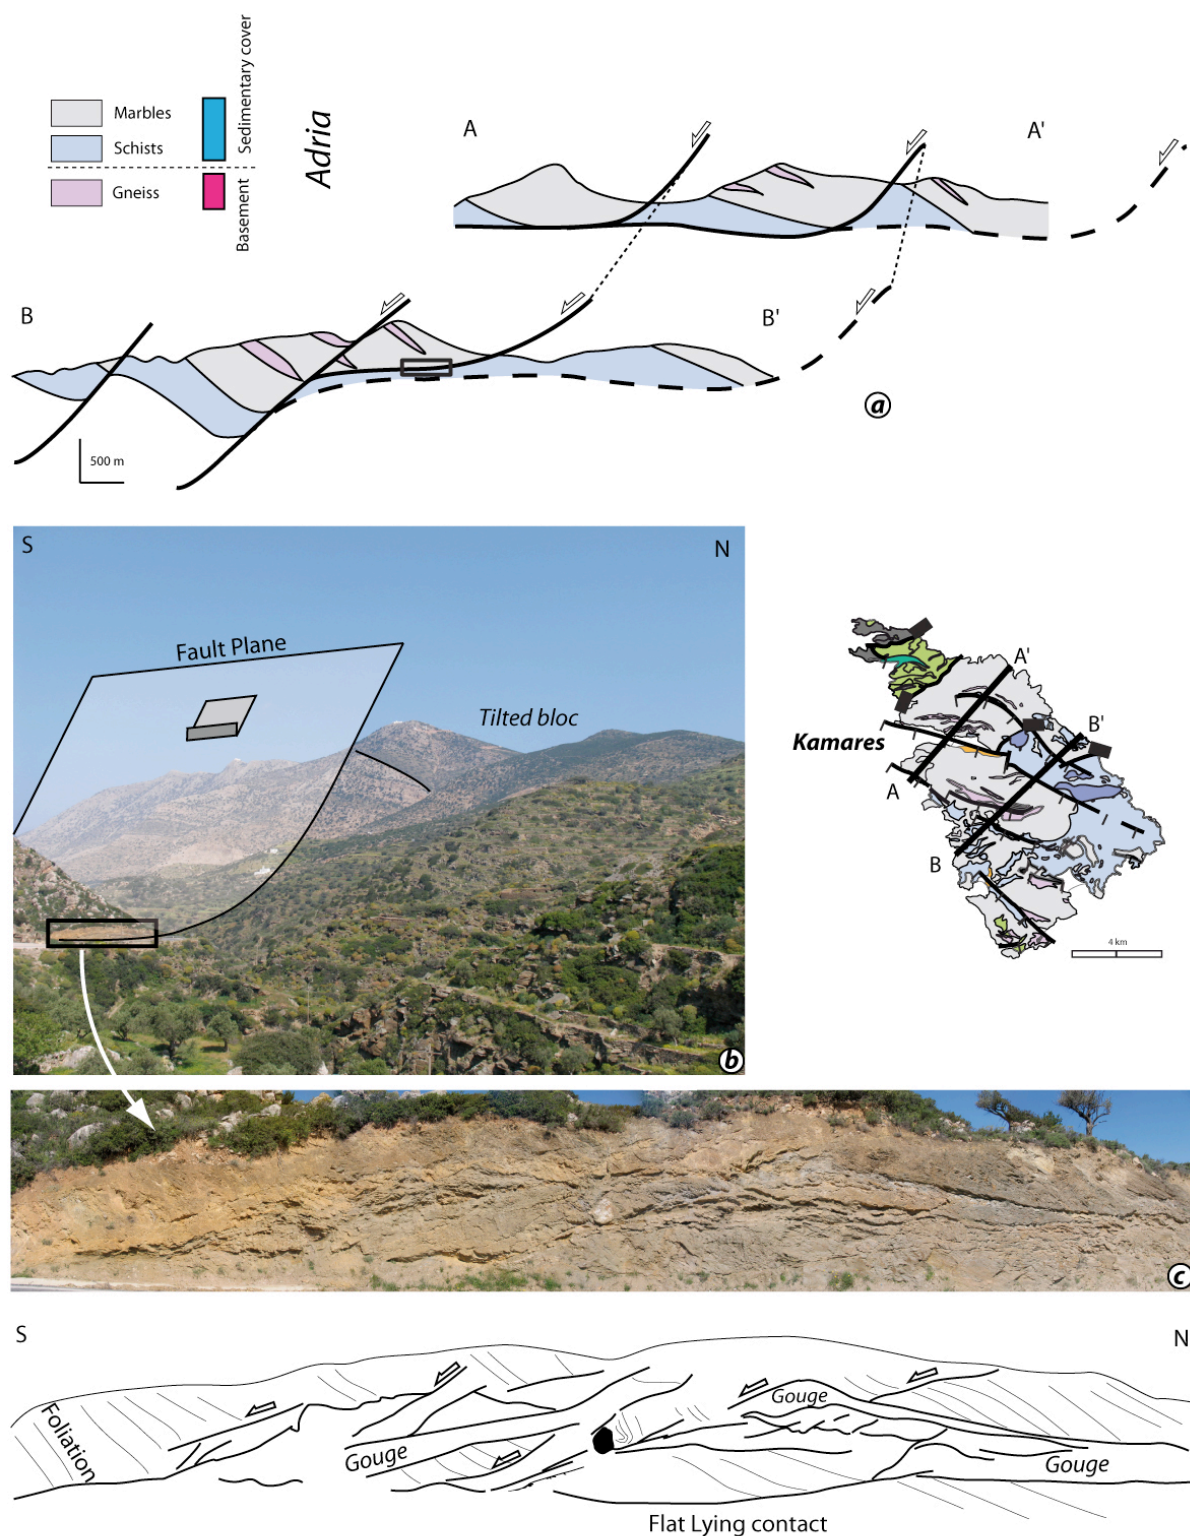 Marbles
Schists
Gneiss
Sedimentary cover
Basement
Adria
A
A'
B
B'
500 m
a
S
N
Fault Plane
Tilted bloc
b
A'
B'
Kamares
A
B
4 km
c
S
N
Foliation
Gouge
Gouge
Gouge
Flat Lying contact